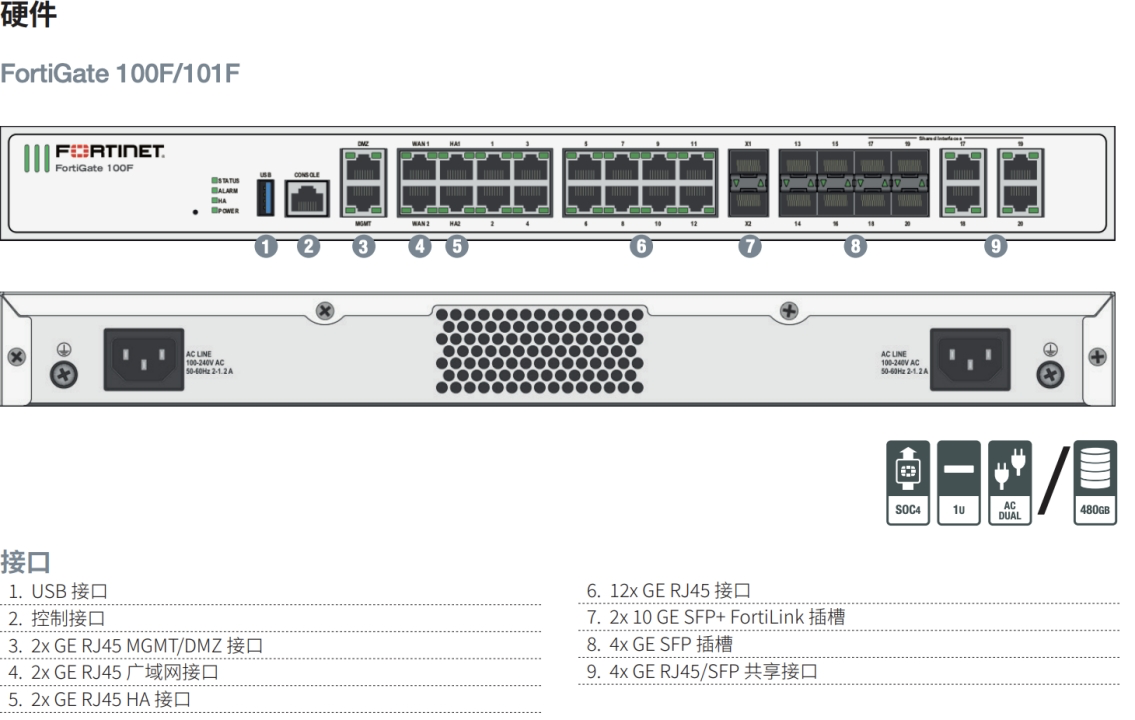 硬件
FortiGate 100F/101F
FORTINET
FortiGate 100F
STATUS
ALARM
HA
POWER
USB
CONSOLE
DMZ
MGMT
WAN 1 HA1 1 3
WAN 2 HA2 2 4
5 7 9 11
6 8 10 12
X1
X2
Shared Interfaces
13 15 17 19
14 16 18 20
17 19
18 20
1 2 3 4 5 6 7 8 9
AC LINE
100-240V AC
50-60Hz 2-1.2A
AC LINE
100-240V AC
50-60Hz 2-1.2A
SOC4
1U
AC
DUAL
480GB
接口
1. USB 接口
2. 控制接口
3. 2x GE RJ45 MGMT/DMZ 接口
4. 2x GE RJ45 广域网接口
5. 2x GE RJ45 HA 接口
6. 12x GE RJ45 接口
7. 2x 10 GE SFP+ FortiLink 插槽
8. 4x GE SFP 插槽
9. 4x GE RJ45/SFP 共享接口